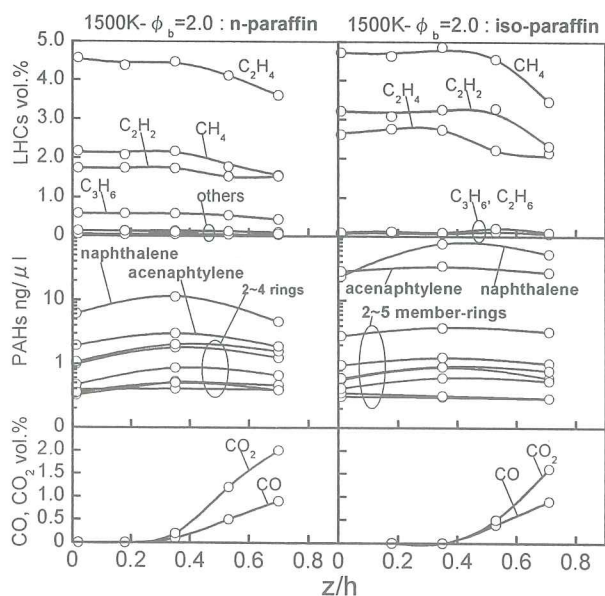 1500K- ϕb=2.0 : n-paraffin
1500K- ϕb=2.0 : iso-paraffin
LHCs vol.%
5.0
4.0
3.0
2.0
1.0
0.0
C2H4
C2H2
CH4
C3H6
others
CH4
C2H4
C2H2
C3H6, C2H6
PAHs ng/μl
10
1
0
naphthalene
acenaphtylene
2~4 rings
acenaphtylene
naphthalene
2~5 member-rings
CO, CO2 vol.%
2.0
1.5
1.0
0.5
0
CO2
CO
CO2
CO
0 0.2 0.4 0.6 0.8
0 0.2 0.4 0.6 0.8
z/h